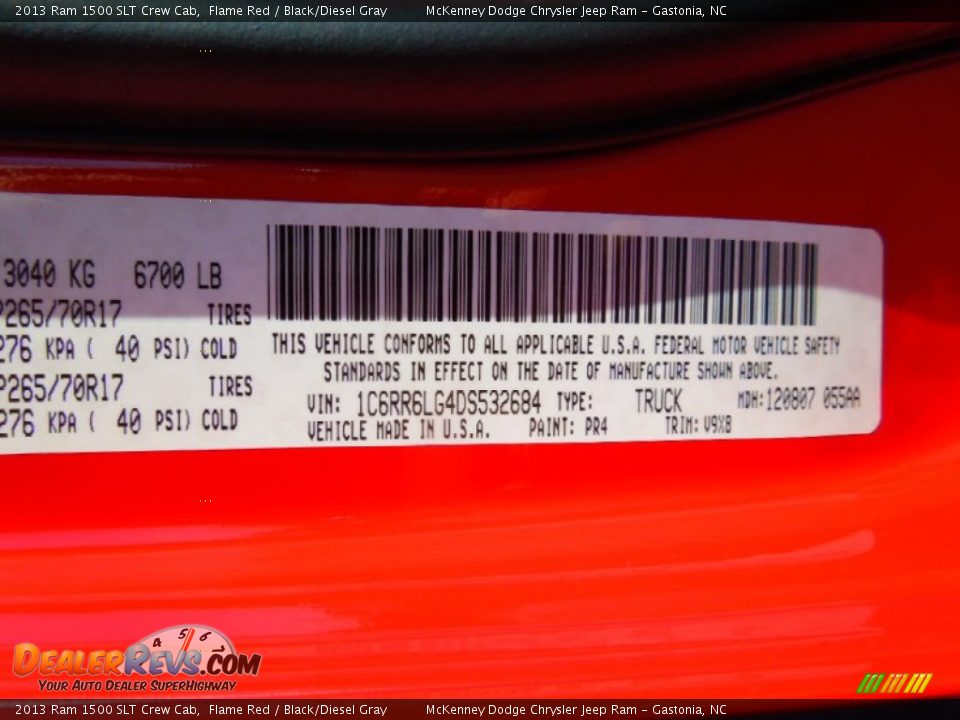 2013 Ram 1500 SLT Crew Cab,  Flame Red / Black/Diesel Gray        McKenney Dodge Chrysler Jeep Ram - Gastonia, NC
3040 KG 6700 LB
P265/70R17 TIRES
276 KPA ( 40 PSI) COLD
P265/70R17 TIRES
276 KPA ( 40 PSI) COLD
THIS VEHICLE CONFORMS TO ALL APPLICABLE U.S.A. FEDERAL MOTOR VEHICLE SAFETY
STANDARDS IN EFFECT ON THE DATE OF MANUFACTURE SHOWN ABOVE.
VIN: 1C6RR6LG4DS532684 TYPE: TRUCK MDH:120807 055AA
VEHICLE MADE IN U.S.A. PAINT: PR4 TRIM: V9X8
4 5 6 7
DealerRevs.com
Your Auto Dealer SuperHighway
2013 Ram 1500 SLT Crew Cab,  Flame Red / Black/Diesel Gray        McKenney Dodge Chrysler Jeep Ram - Gastonia, NC